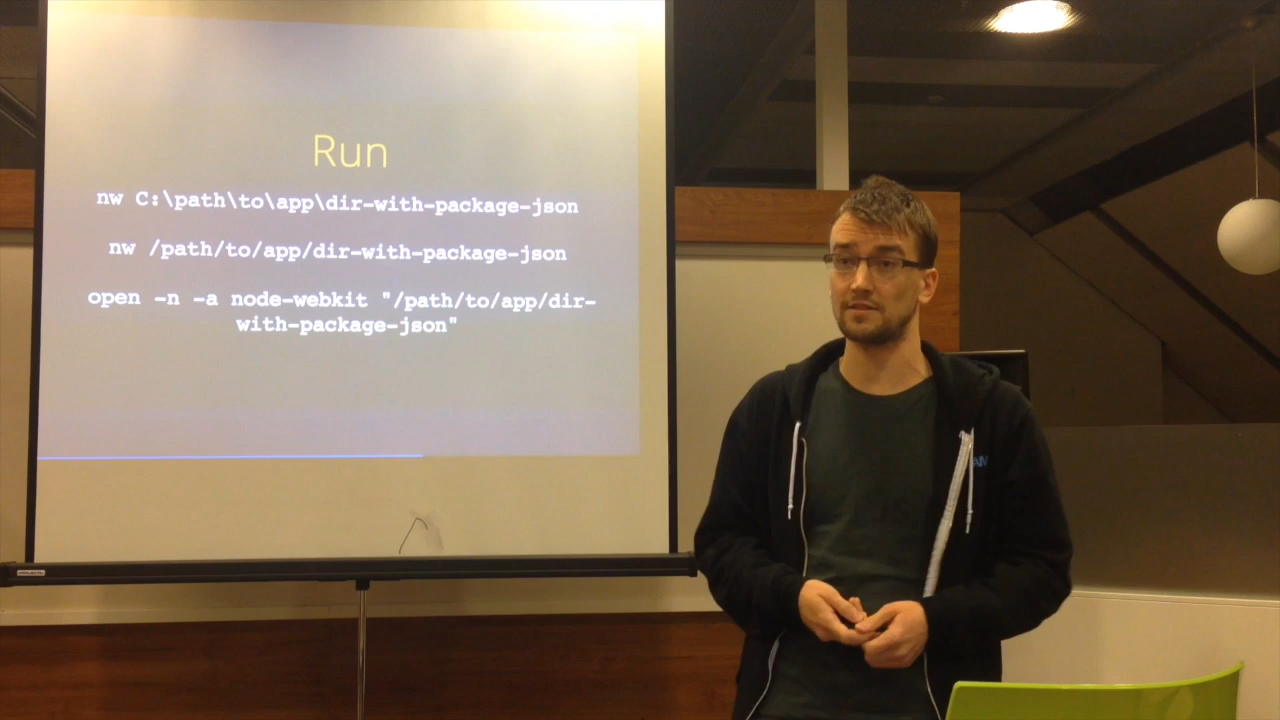 Run
nw C:\path\to\app\dir-with-package-json
nw /path/to/app/dir-with-package-json
open -n -a node-webkit "/path/to/app/dir-
with-package-json"
JS